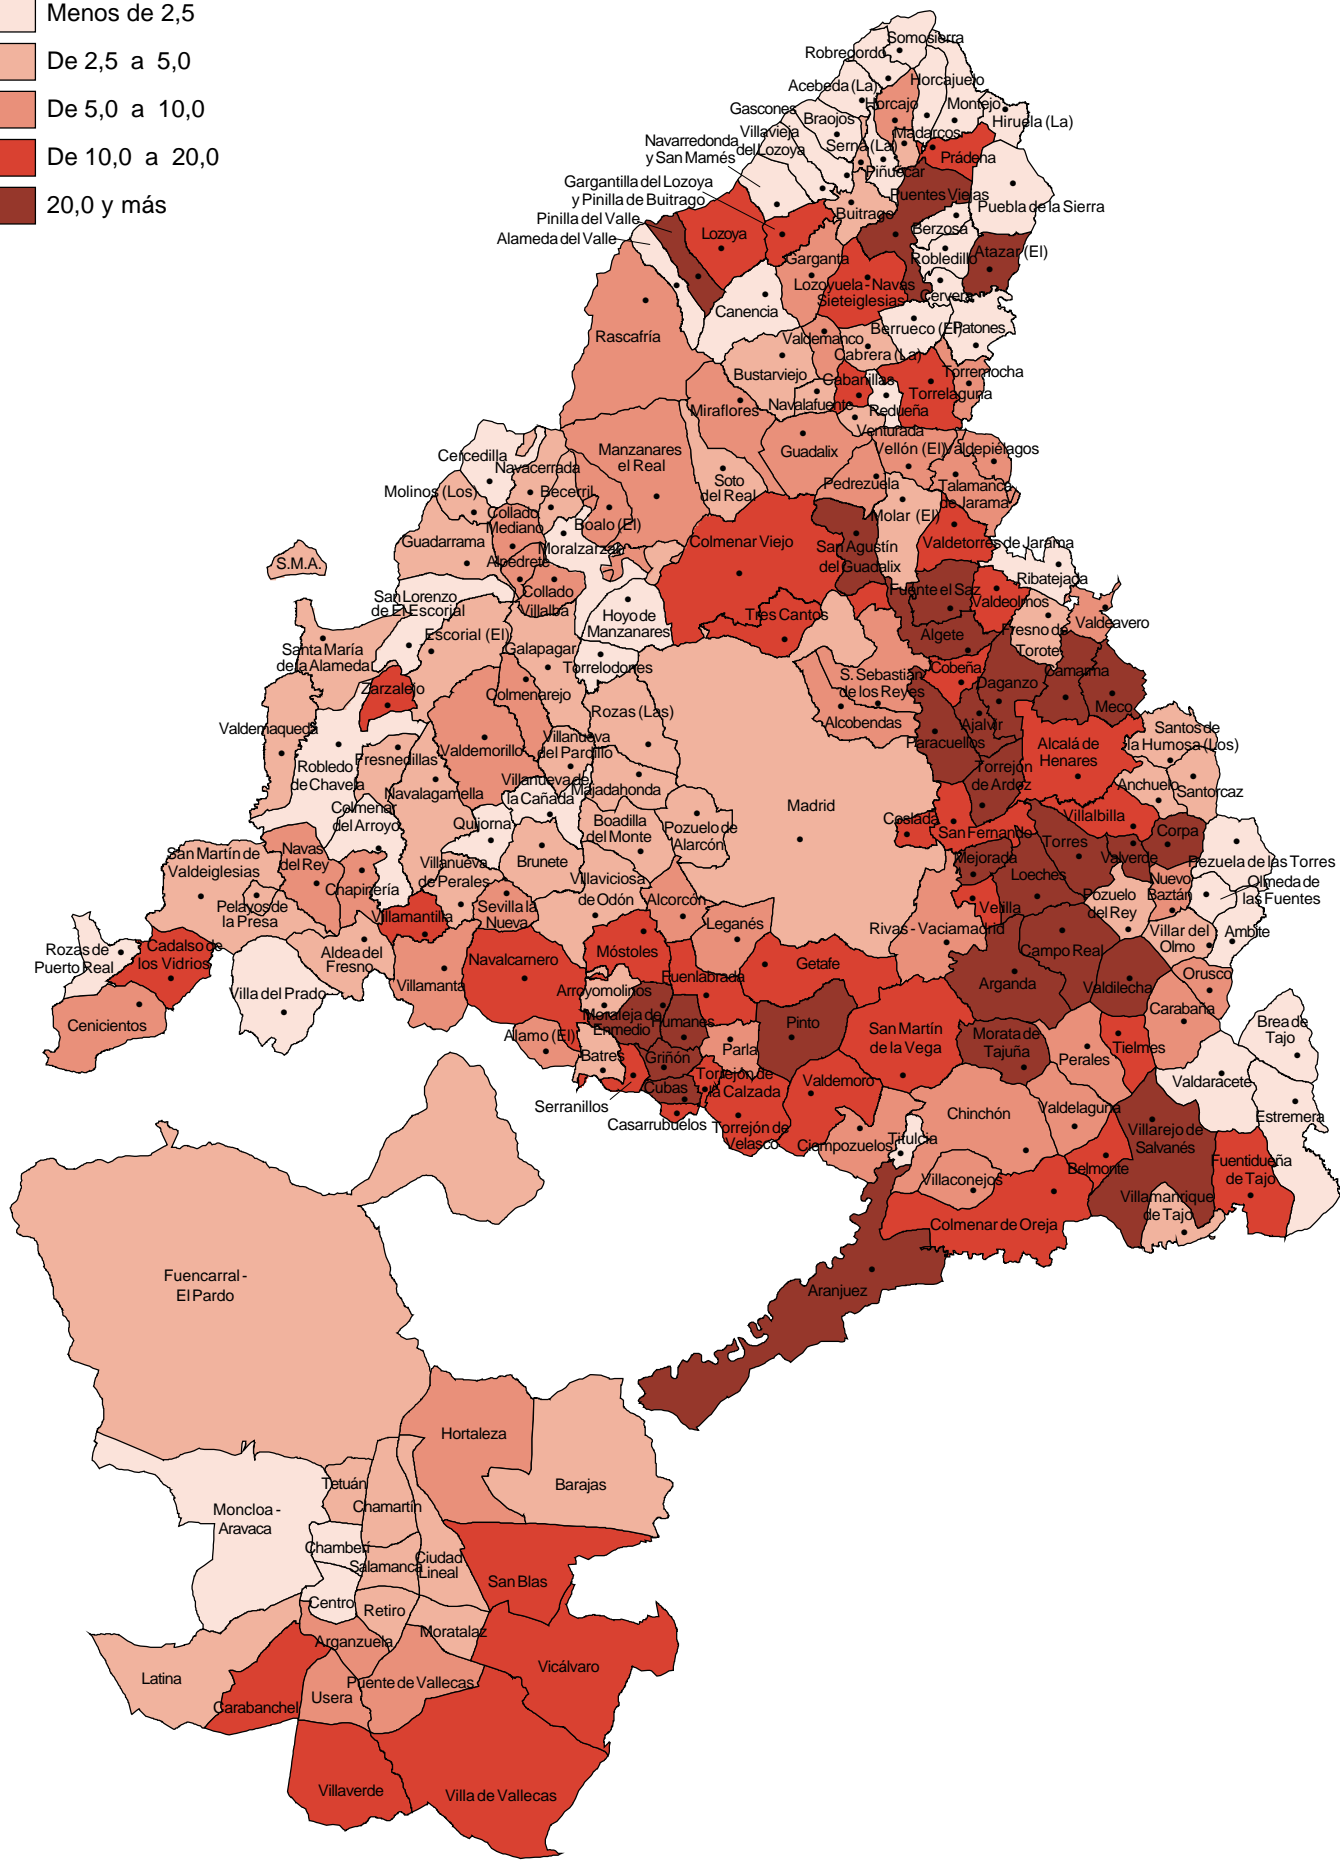 Menos de 2,5
De 2,5 a 5,0
De 5,0 a 10,0
De 10,0 a 20,0
20,0 y más
Somosierra
Robregordo
Acebeda (La)
Horcajuelo
Horcajo
Montejo
Gascones
Braojos
Hiruela (La)
Madarcos
Villavieja
del Lozoya
Serna (La)
Prádena
Navarredonda
y San Mamés
Piñuecar
Gargantilla del Lozoya
y Pinilla de Buitrago
Puentes Viejas
Puebla de la Sierra
Buitrago
Pinilla del Valle
Berzosa
Alameda del Valle
Lozoya
Robledillo
Atazar (El)
Garganta
Lozoyuela - Navas
Sieteiglesias
Cervera
Canencia
Rascafría
Berrueco (El)
Patones
Valdemanco
Cabrera (La)
Bustarviejo
Cabanillas
Torremocha
Torrelaguna
Miraflores
Navalafuente
Redueña
Venturada
Manzanares
el Real
Guadalix
Vellón (El)
Valdepiélagos
Cercedilla
Navacerrada
Soto
del Real
Pedrezuela
Talamanca
de Jarama
Molinos (Los)
Becerril
Collado
Mediano
Boalo (El)
Molar (El)
Guadarrama
Moralzarzal
Colmenar Viejo
San Agustín
del Guadalix
Valdetorres de Jarama
S.M.A.
Alpedrete
Ribatejada
Collado
Villalba
Fuente el Saz
Valdeolmos
San Lorenzo
de El Escorial
Hoyo de
Manzanares
Tres Cantos
Valdeavero
Escorial (El)
Algete
Fresno de
Torote
Santa María
de la Alameda
Galapagar
Torrelodones
S. Sebastián
de los Reyes
Cobeña
Camarma
Zarzalejo
Colmenarejo
Daganzo
Meco
Rozas (Las)
Alcobendas
Ajalvir
Valdemaqueda
Paracuellos
Santos de
la Humosa (Los)
Valdemorillo
Villanueva
del Pardillo
Alcalá de
Henares
Robledo
de Chavela
Fresnedillas
Torrejón
de Ardoz
Anchuelo
Santorcaz
Navalagamella
Villanueva de
la Cañada
Majadahonda
Madrid
Colmenar
del Arroyo
Villalbilla
Quijorna
Boadilla
del Monte
Pozuelo de
Alarcón
Coslada
San Fernando
Torres
Corpa
San Martín de
Valdeiglesias
Navas
del Rey
Brunete
Mejorada
Valverde
Pezuela de las Torres
Villanueva
de Perales
Loeches
Chapinería
Villaviciosa
de Odón
Nuevo
Baztán
Olmeda de
las Fuentes
Pelayos de
la Presa
Sevilla la
Nueva
Alcorcón
Pozuelo
del Rey
Villamantilla
Velilla
Leganés
Rivas - Vaciamadrid
Villar del
Olmo
Ambite
Rozas de
Puerto Real
Cadalso de
los Vidrios
Aldea del
Fresno
Navalcarnero
Móstoles
Getafe
Campo Real
Orusco
Villa del Prado
Villamanta
Arroyomolinos
Fuenlabrada
Arganda
Valdilecha
Carabaña
Cenicientos
Moraleja de
Enmedio
Humanes
Pinto
San Martín
de la Vega
Morata de
Tajuña
Brea de
Tajo
Alamo (El)
Batres
Griñón
Parla
Perales
Tielmes
Torrejón de
la Calzada
Valdemoro
Valdaracete
Cubas
Serranillos
Chinchón
Valdelaguna
Estremera
Casarrubuelos
Torrejón de
Velasco
Ciempozuelos
Titulcia
Villarejo de
Salvanés
Belmonte
Fuentidueña
de Tajo
Villaconejos
Villamanrique
de Tajo
Colmenar de Oreja
Aranjuez
Fuencarral -
El Pardo
Hortaleza
Barajas
Tetuán
Chamartín
Moncloa -
Aravaca
Chamberí
Salamanca
Ciudad
Lineal
San Blas
Centro
Retiro
Arganzuela
Moratalaz
Vicálvaro
Latina
Carabanchel
Usera
Puente de Vallecas
Villaverde
Villa de Vallecas